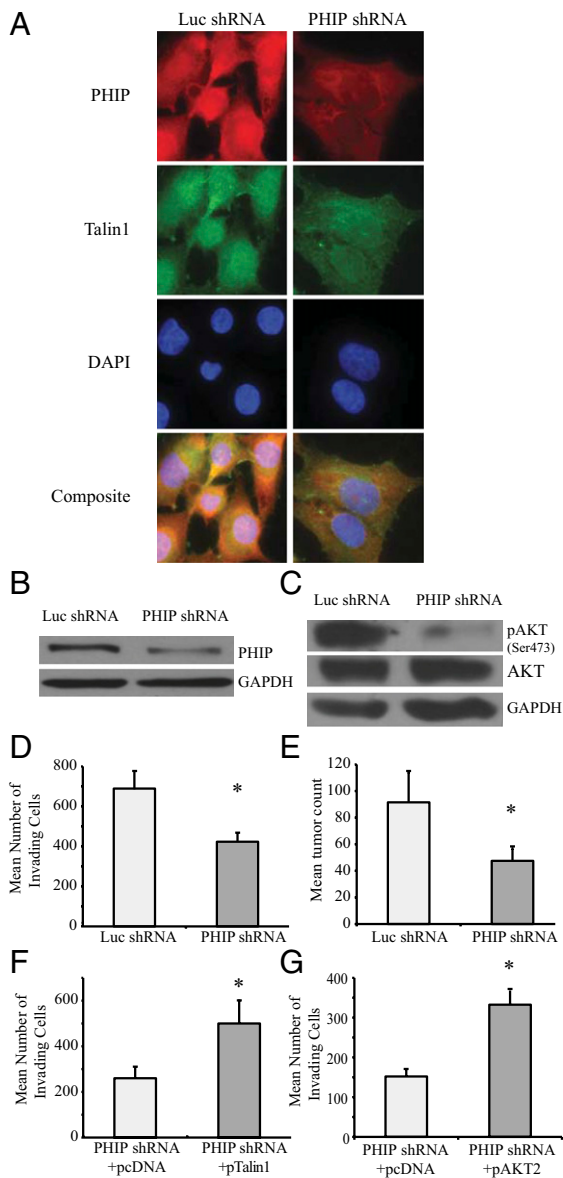 A
Luc shRNA PHIP shRNA
PHIP
Talin1
DAPI
Composite
B
Luc shRNA PHIP shRNA
PHIP
GAPDH
C
Luc shRNA PHIP shRNA
pAKT
(Ser473)
AKT
GAPDH
D
Mean Number of
Invading Cells
800
600
400
200
0
*
Luc shRNA PHIP shRNA
E
Mean tumor count
120
100
80
60
40
20
0
*
Luc shRNA PHIP shRNA
F
Mean Number of
Invading Cells
600
400
200
0
*
PHIP shRNA PHIP shRNA
+pcDNA +pTalin1
G
Mean Number of
Invading Cells
400
300
200
150
100
0
*
PHIP shRNA PHIP shRNA
+pcDNA +pAKT2